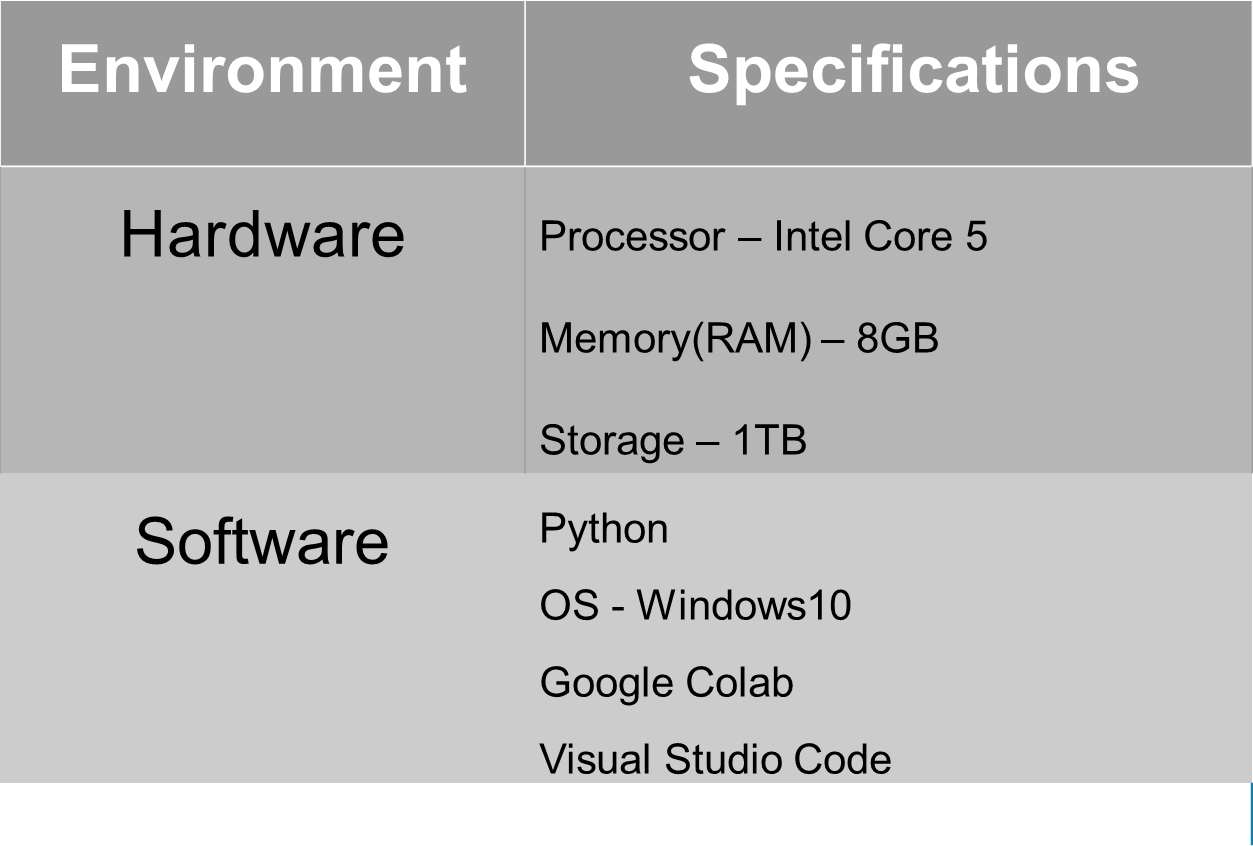 Environment
Specifications
Hardware
Processor – Intel Core 5
Memory(RAM) – 8GB
Storage – 1TB
Software
Python
OS - Windows10
Google Colab
Visual Studio Code